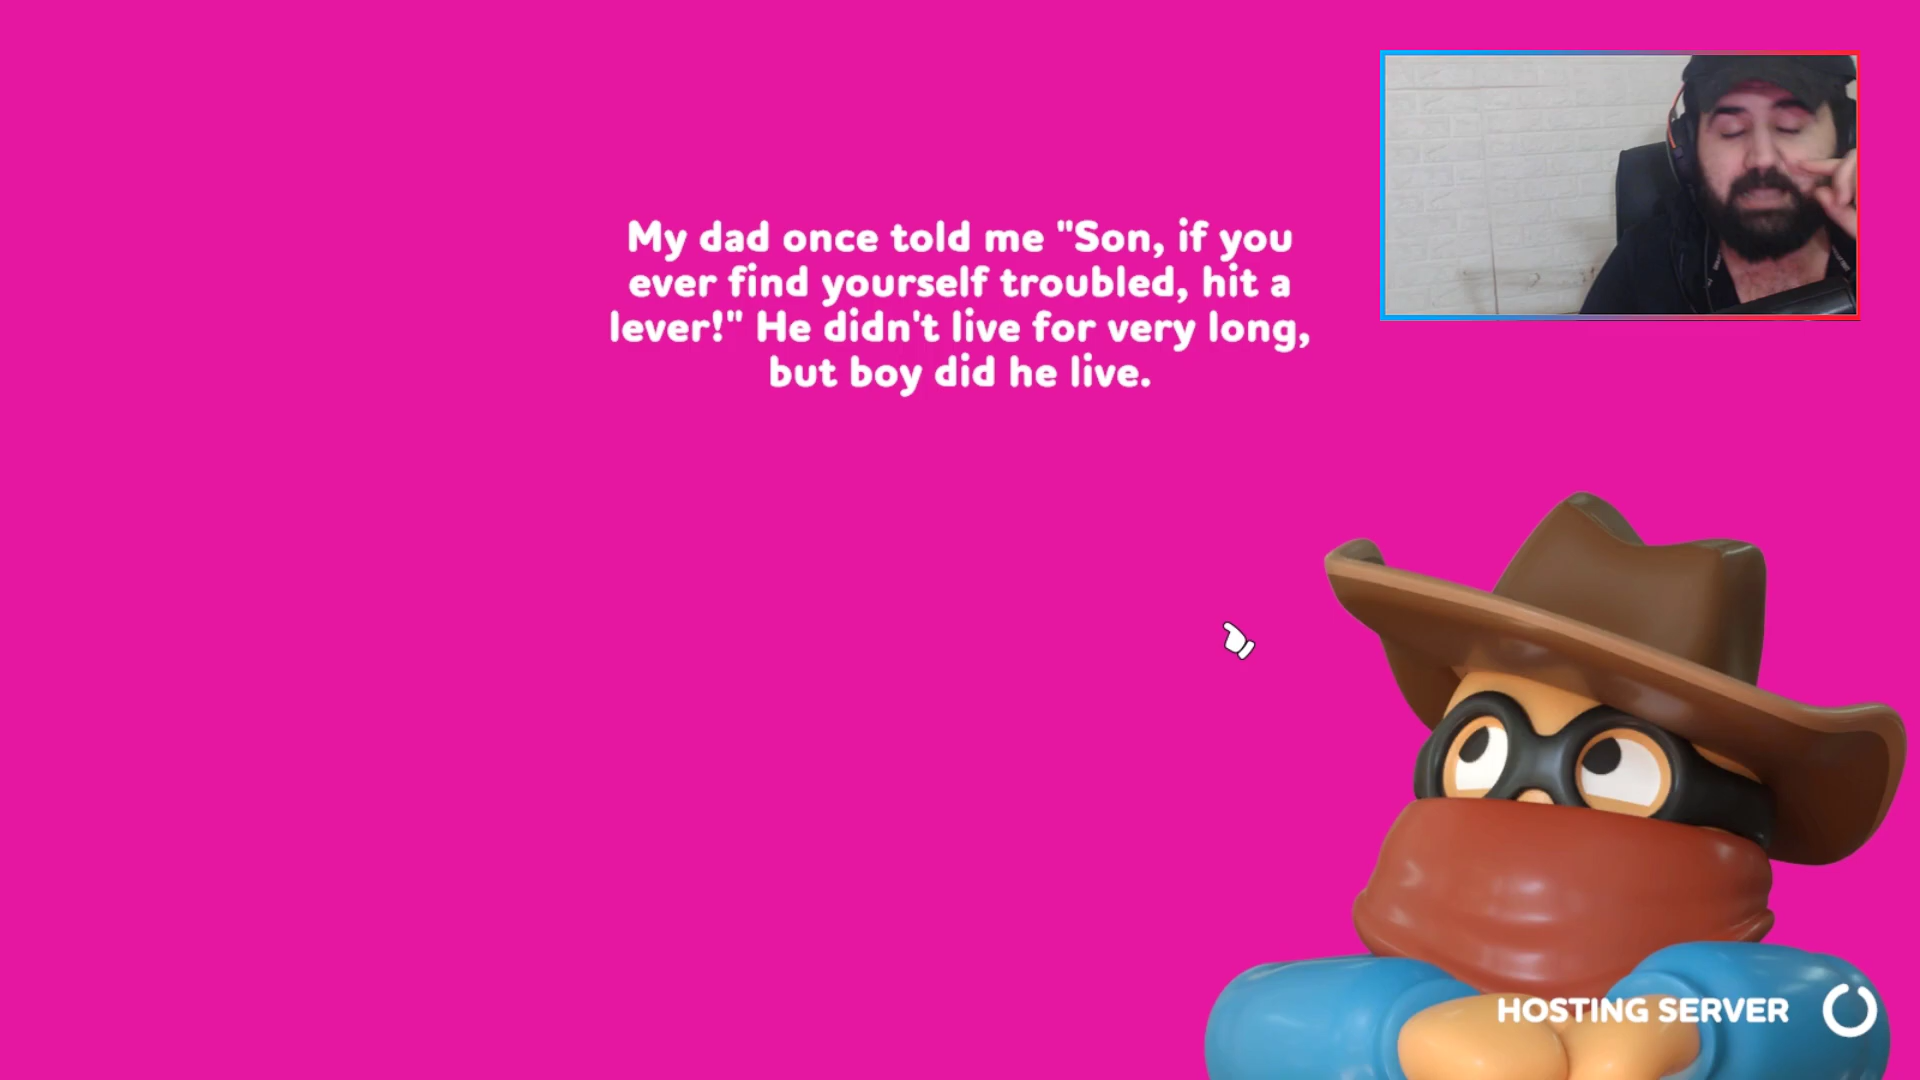 My dad once told me "Son, if you
ever find yourself troubled, hit a
lever!" He didn't live for very long,
but boy did he live.
HOSTING SERVER